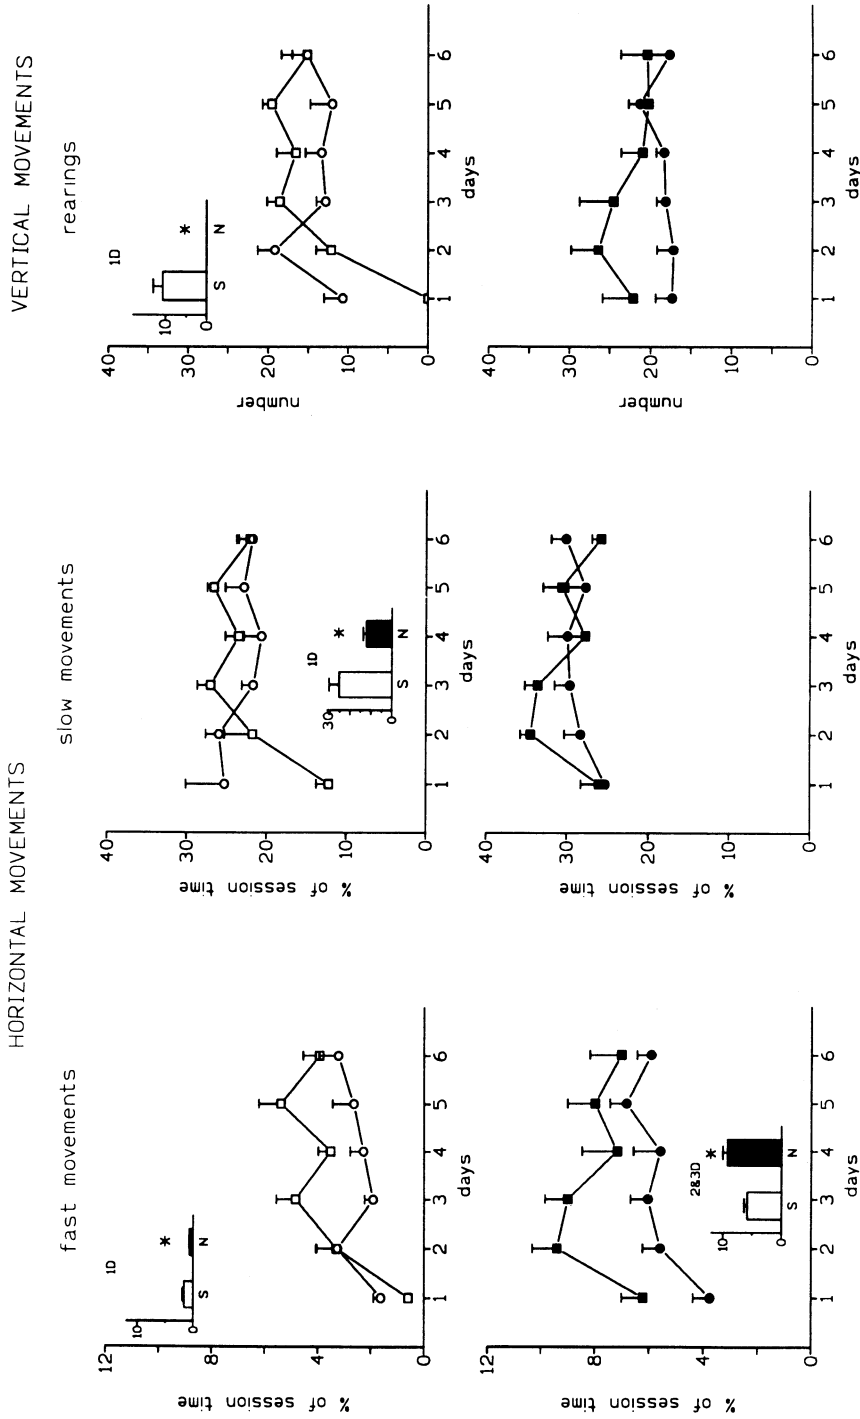 HORIZONTAL MOVEMENTS
VERTICAL MOVEMENTS
fast movements
slow movements
rearings
% of session time
12
8
4
0
1 2 3 4 5 6
days
1D
10
0
S N
*
% of session time
40
30
20
10
0
1 2 3 4 5 6
days
1D
30
0
S N
*
number
40
30
20
10
0
1 2 3 4 5 6
days
1D
10
0
S N
*
% of session time
12
8
4
0
1 2 3 4 5 6
days
2&3D
10
0
S N
*
% of session time
40
30
20
10
0
1 2 3 4 5 6
days
number
40
30
20
10
0
1 2 3 4 5 6
days